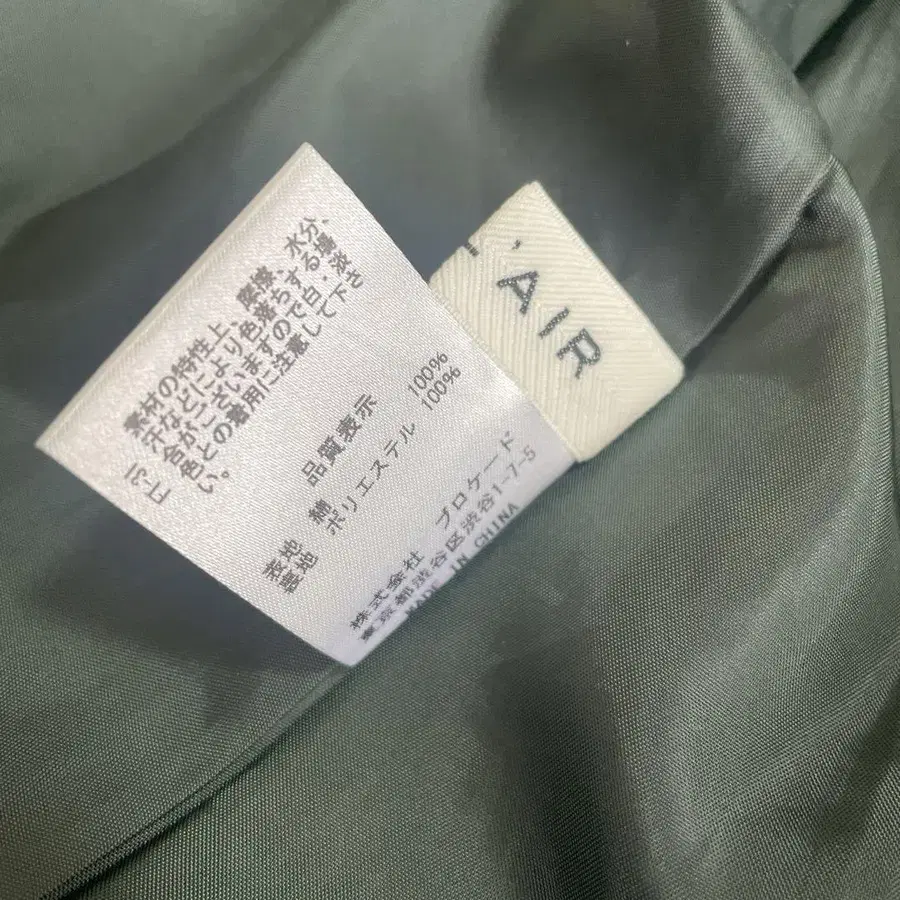 'AIR
素材の特性上、摩擦、水分、
汗などにより色落ちする場
合がございますので白・淡
色との着用に注意して下さ
い。
品質表示
表地 綿 100%
裏地 ポリエステル 100%
株式会社 ブロケード
東京都渋谷区渋谷1-7-5
MADE IN CHINA